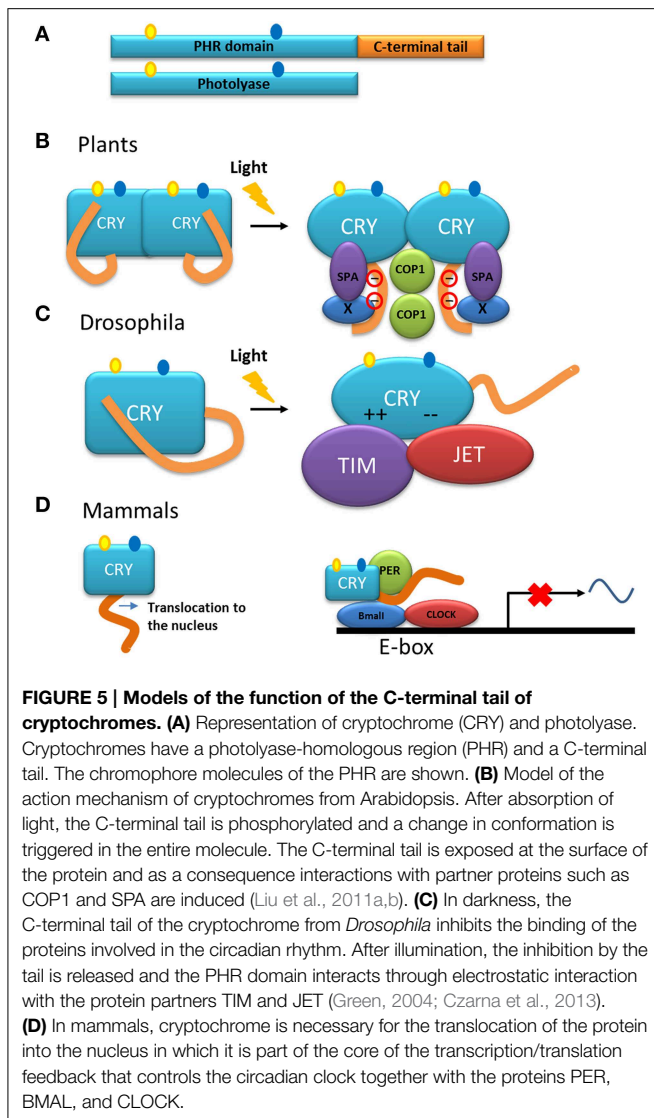 A
PHR domain
C-terminal tail
Photolyase
B Plants
Light
CRY CRY
CRY CRY
SPA COP1 SPA
− −
− −
X COP1 X
C Drosophila
Light
CRY
CRY
++ --
TIM JET
D Mammals
CRY
Translocation to
the nucleus
PER
CRY
Bmall CLOCK
E-box
FIGURE 5 | Models of the function of the C-terminal tail of
cryptochromes. (A) Representation of cryptochrome (CRY) and photolyase.
Cryptochromes have a photolyase-homologous region (PHR) and a C-terminal
tail. The chromophore molecules of the PHR are shown. (B) Model of the
action mechanism of cryptochromes from Arabidopsis. After absorption of
light, the C-terminal tail is phosphorylated and a change in conformation is
triggered in the entire molecule. The C-terminal tail is exposed at the surface of
the protein and as a consequence interactions with partner proteins such as
COP1 and SPA are induced (Liu et al., 2011a,b). (C) In darkness, the
C-terminal tail of the cryptochrome from Drosophila inhibits the binding of the
proteins involved in the circadian rhythm. After illumination, the inhibition by the
tail is released and the PHR domain interacts through electrostatic interaction
with the protein partners TIM and JET (Green, 2004; Czarna et al., 2013).
(D) In mammals, cryptochrome is necessary for the translocation of the protein
into the nucleus in which it is part of the core of the transcription/translation
feedback that controls the circadian clock together with the proteins PER,
BMAL, and CLOCK.